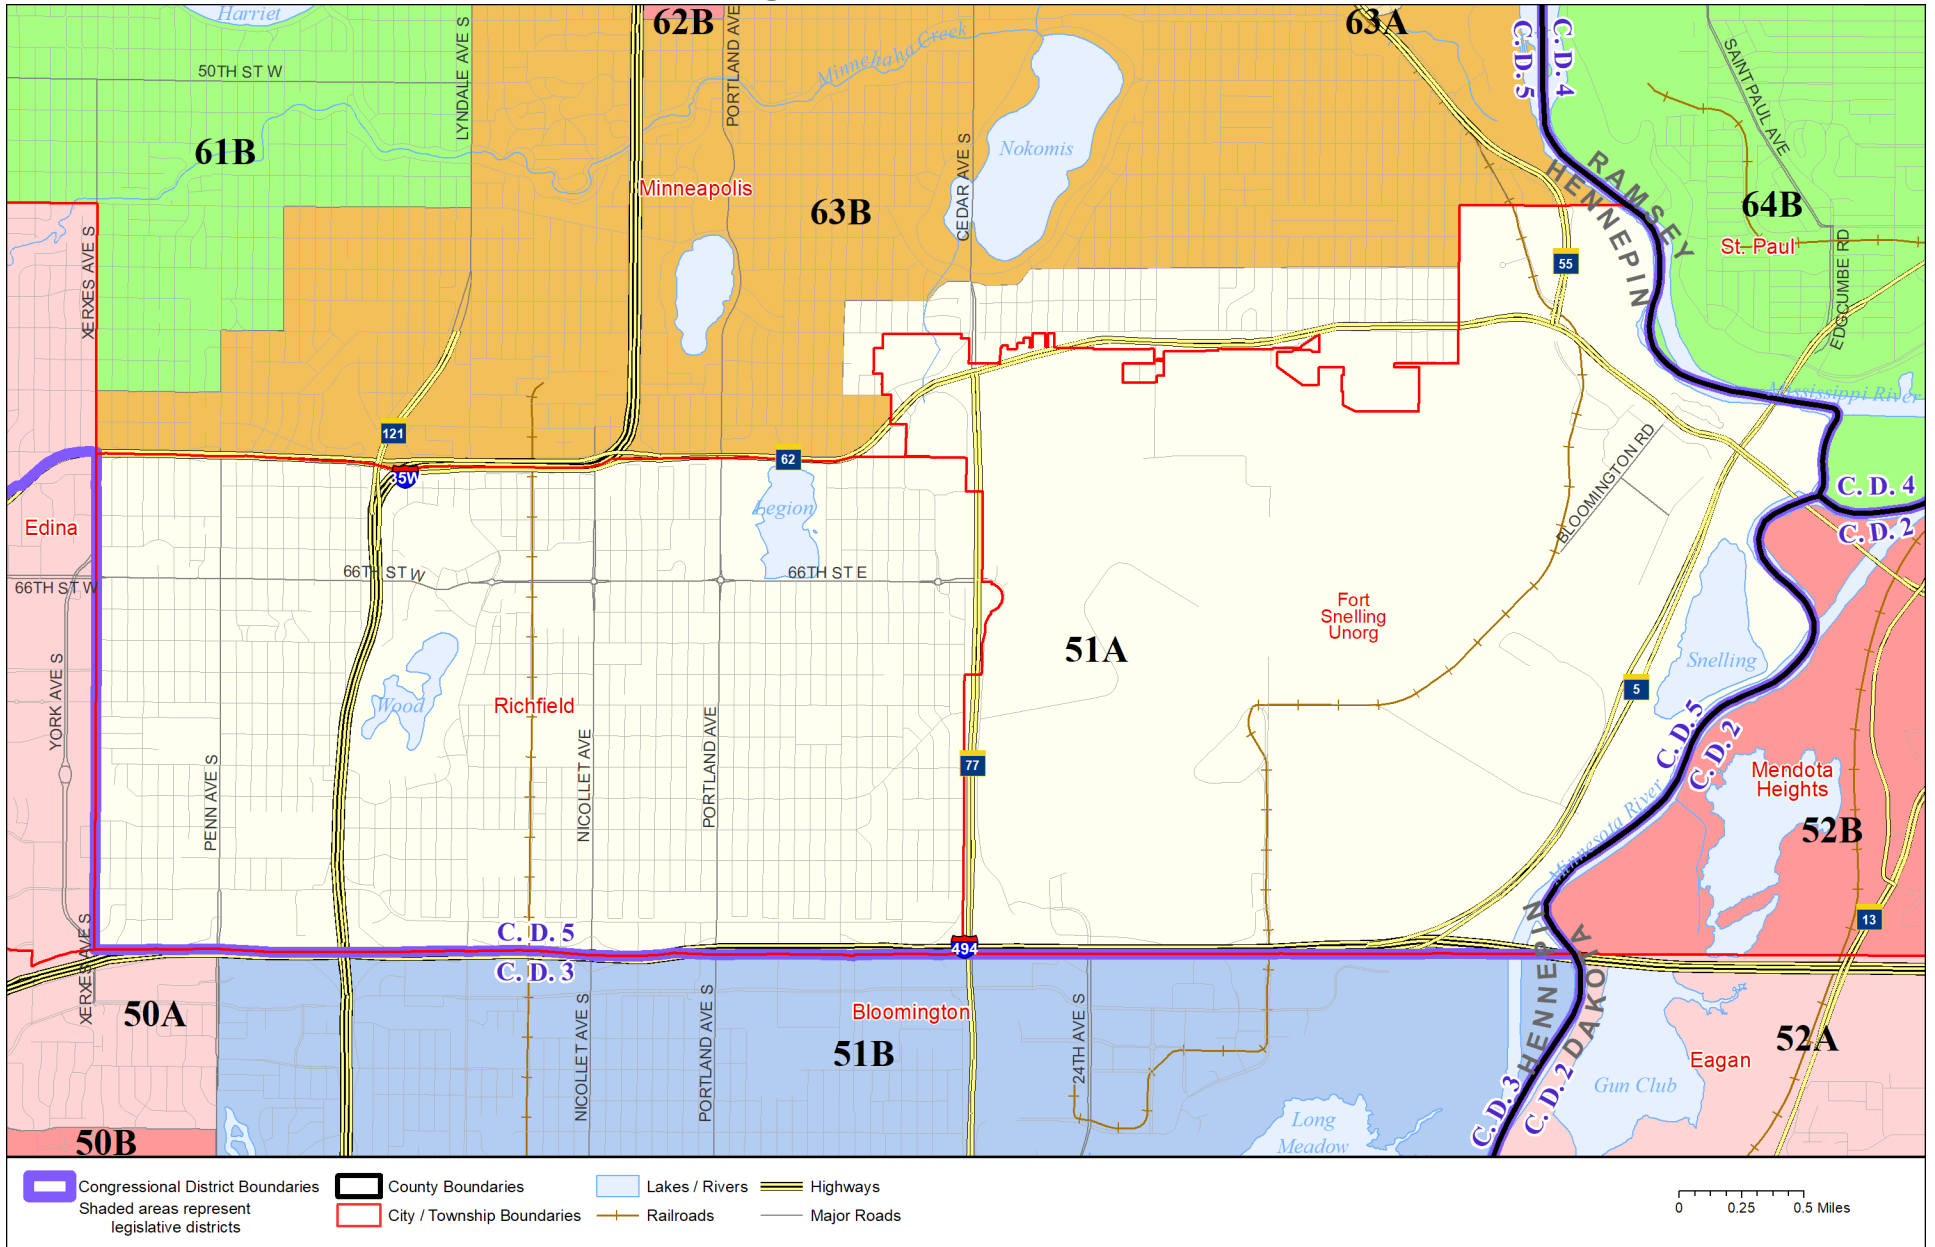 Harriet
50TH ST W
LYNDALE AVE S
62B
PORTLAND AVE
Minnehaha Creek
63A
C. D. 5
C. D. 4
SAINT PAUL AVE
61B
Minneapolis
63B
CEDAR AVE S
Nokomis
RAMSEY
HENNEPIN
64B
St. Paul
EDGCUMBE RD
XERXES AVE S
55
Mississippi River
121
35W
62
BLOOMINGTON RD
C. D. 4
C. D. 2
Edina
Legion
66TH ST W
66TH ST W
66TH ST E
Fort
Snelling
Unorg
51A
Snelling
YORK AVE S
Wood
Richfield
5
C. D. 5
C. D. 2
PENN AVE S
NICOLLET AVE
PORTLAND AVE
77
Mendota
Heights
Minnesota River
52B
13
XERXES AVE S
C. D. 5
C. D. 3
494
HENNEPIN
DAKOTA
50A
Bloomington
51B
NICOLLET AVE S
PORTLAND AVE S
24TH AVE S
52A
Eagan
Gun Club
Long
Meadow
C. D. 3
C. D. 2
50B
Congressional District Boundaries
Shaded areas represent
legislative districts
County Boundaries
City / Township Boundaries
Lakes / Rivers
Railroads
Highways
Major Roads
0 0.25 0.5 Miles